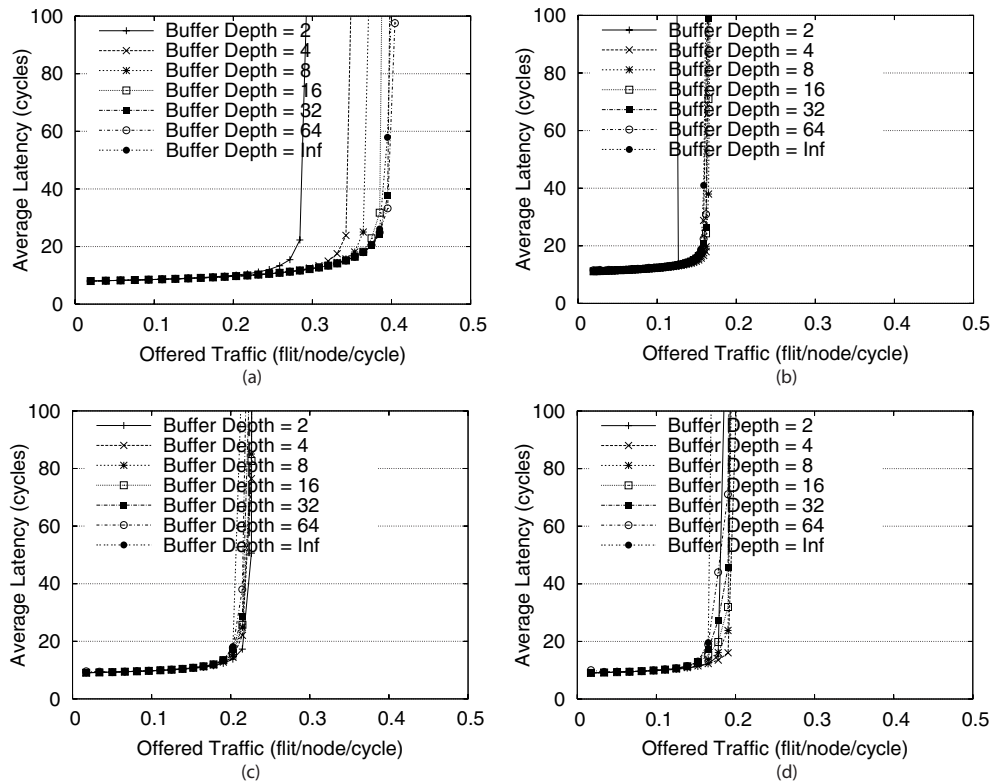 100
80
60
40
20
0
Average Latency (cycles)
Buffer Depth = 2
Buffer Depth = 4
Buffer Depth = 8
Buffer Depth = 16
Buffer Depth = 32
Buffer Depth = 64
Buffer Depth = Inf
0 0.1 0.2 0.3 0.4 0.5
Offered Traffic (flit/node/cycle)
(a)
100
80
60
40
20
0
Average Latency (cycles)
Buffer Depth = 2
Buffer Depth = 4
Buffer Depth = 8
Buffer Depth = 16
Buffer Depth = 32
Buffer Depth = 64
Buffer Depth = Inf
0 0.1 0.2 0.3 0.4 0.5
Offered Traffic (flit/node/cycle)
(b)
100
80
60
40
20
0
Average Latency (cycles)
Buffer Depth = 2
Buffer Depth = 4
Buffer Depth = 8
Buffer Depth = 16
Buffer Depth = 32
Buffer Depth = 64
Buffer Depth = Inf
0 0.1 0.2 0.3 0.4 0.5
Offered Traffic (flit/node/cycle)
(c)
100
80
60
40
20
0
Average Latency (cycles)
Buffer Depth = 2
Buffer Depth = 4
Buffer Depth = 8
Buffer Depth = 16
Buffer Depth = 32
Buffer Depth = 64
Buffer Depth = Inf
0 0.1 0.2 0.3 0.4 0.5
Offered Traffic (flit/node/cycle)
(d)